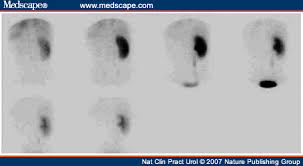 Medscape® www.medscape.com
Nat Clin Pract Urol © 2007 Nature Publishing Group